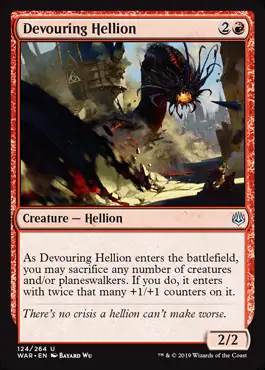 Devouring Hellion 2
Creature — Hellion
As Devouring Hellion enters the battlefield,
you may sacrifice any number of creatures
and/or planeswalkers. If you do, it enters
with twice that many +1/+1 counters on it.
There's no crisis a hellion can't make worse.
2/2
124/264 U
WAR • EN Bayard Wu ™ & © 2019 Wizards of the Coast